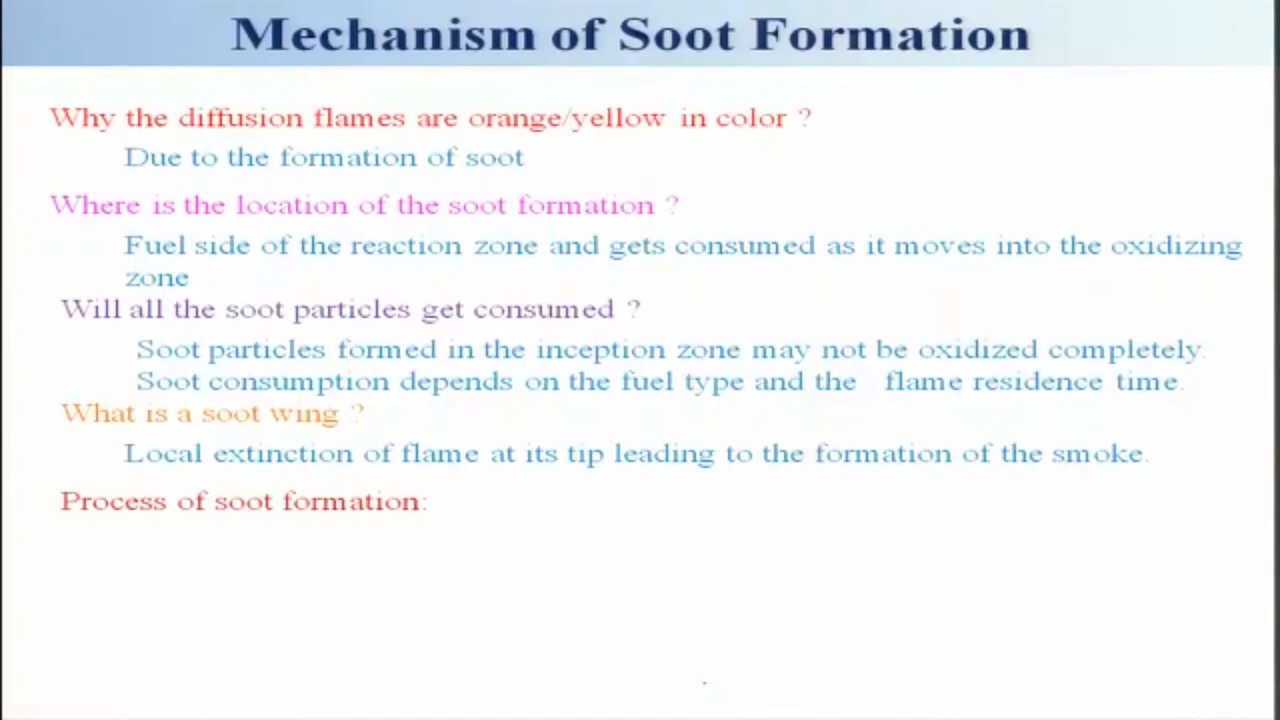 Mechanism of Soot Formation
Why the diffusion flames are orange/yellow in color ?
Due to the formation of soot
Where is the location of the soot formation ?
Fuel side of the reaction zone and gets consumed as it moves into the oxidizing
zone
Will all the soot particles get consumed ?
Soot particles formed in the inception zone may not be oxidized completely.
Soot consumption depends on the fuel type and the flame residence time.
What is a soot wing ?
Local extinction of flame at its tip leading to the formation of the smoke.
Process of soot formation: